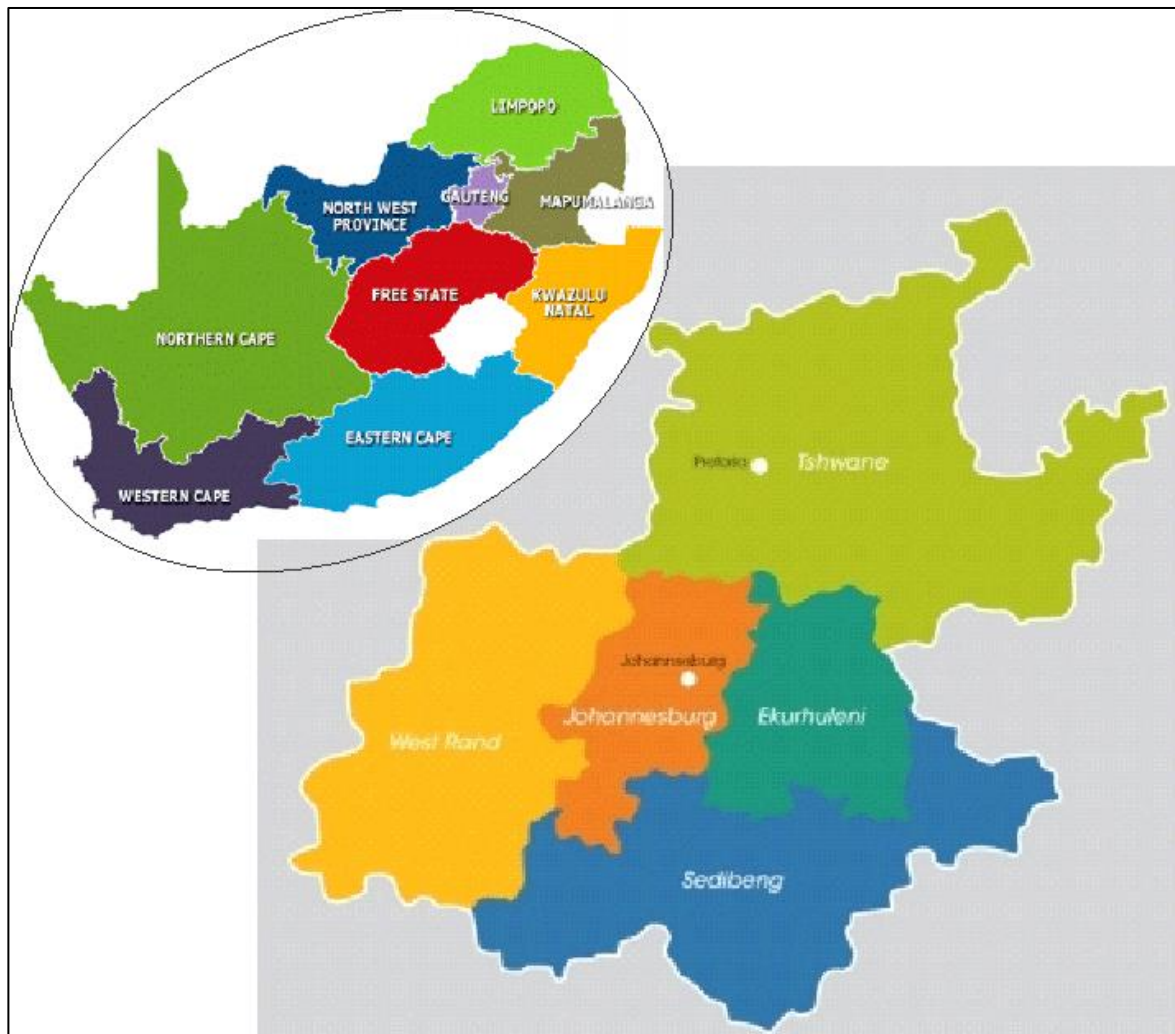 LIMPOPO
NORTH WEST
PROVINCE
GAUTENG
MAPUMALANGA
FREE STATE
KWAZULU
NATAL
NORTHERN CAPE
EASTERN CAPE
WESTERN CAPE
Pretoria
Tshwane
Johannesburg
Johannesburg
Ekurhuleni
West Rand
Sedibeng